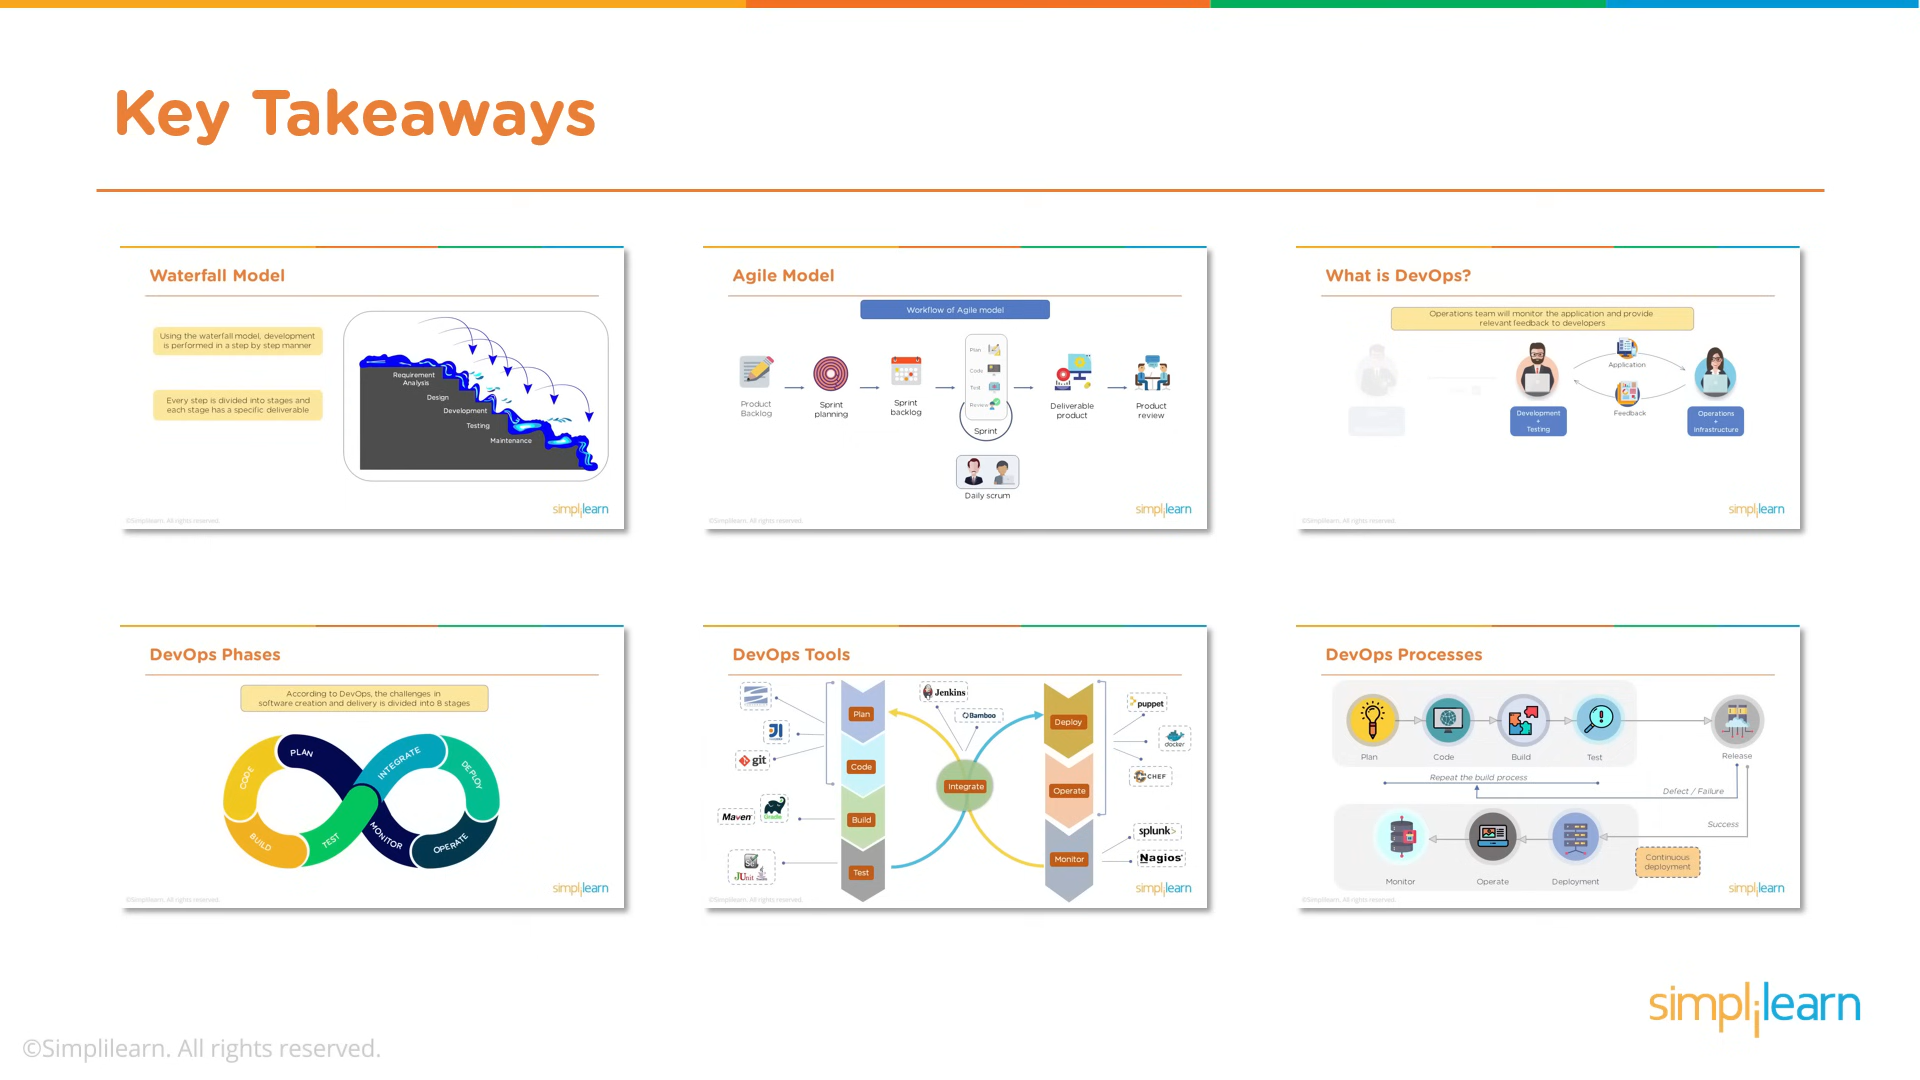 Key Takeaways
Waterfall Model
Using the waterfall model, development
is performed in a step by step manner
Every step is divided into stages and
each stage has a specific deliverable
Requirement
Analysis
Design
Development
Testing
Maintenance
©Simplilearn. All rights reserved.
simplilearn
Agile Model
Workflow of Agile model
Product
Backlog
Sprint
planning
Sprint
backlog
Plan
Code
Test
Review
Sprint
Deliverable
product
Product
review
Daily scrum
©Simplilearn. All rights reserved.
simplilearn
What is DevOps?
Operations team will monitor the application and provide
relevant feedback to developers
Development
+
Testing
Application
Feedback
Operations
+
Infrastructure
©Simplilearn. All rights reserved.
simplilearn
DevOps Phases
According to DevOps, the challenges in
software creation and delivery is divided into 8 stages
CODE
PLAN
INTEGRATE
DEPLOY
BUILD
TEST
MONITOR
OPERATE
©Simplilearn. All rights reserved.
simplilearn
DevOps Tools
git
Maven
Gradle
JUnit
Se
Plan
Code
Build
Test
Jenkins
Bamboo
Integrate
Deploy
Operate
Monitor
puppet
docker
CHEF
splunk>
Nagios
©Simplilearn. All rights reserved.
simplilearn
DevOps Processes
Plan
Code
Build
Test
Release
Repeat the build process
Defect / Failure
Success
Continuous
deployment
Monitor
Operate
Deployment
©Simplilearn. All rights reserved.
simplilearn
©Simplilearn. All rights reserved.
simplilearn